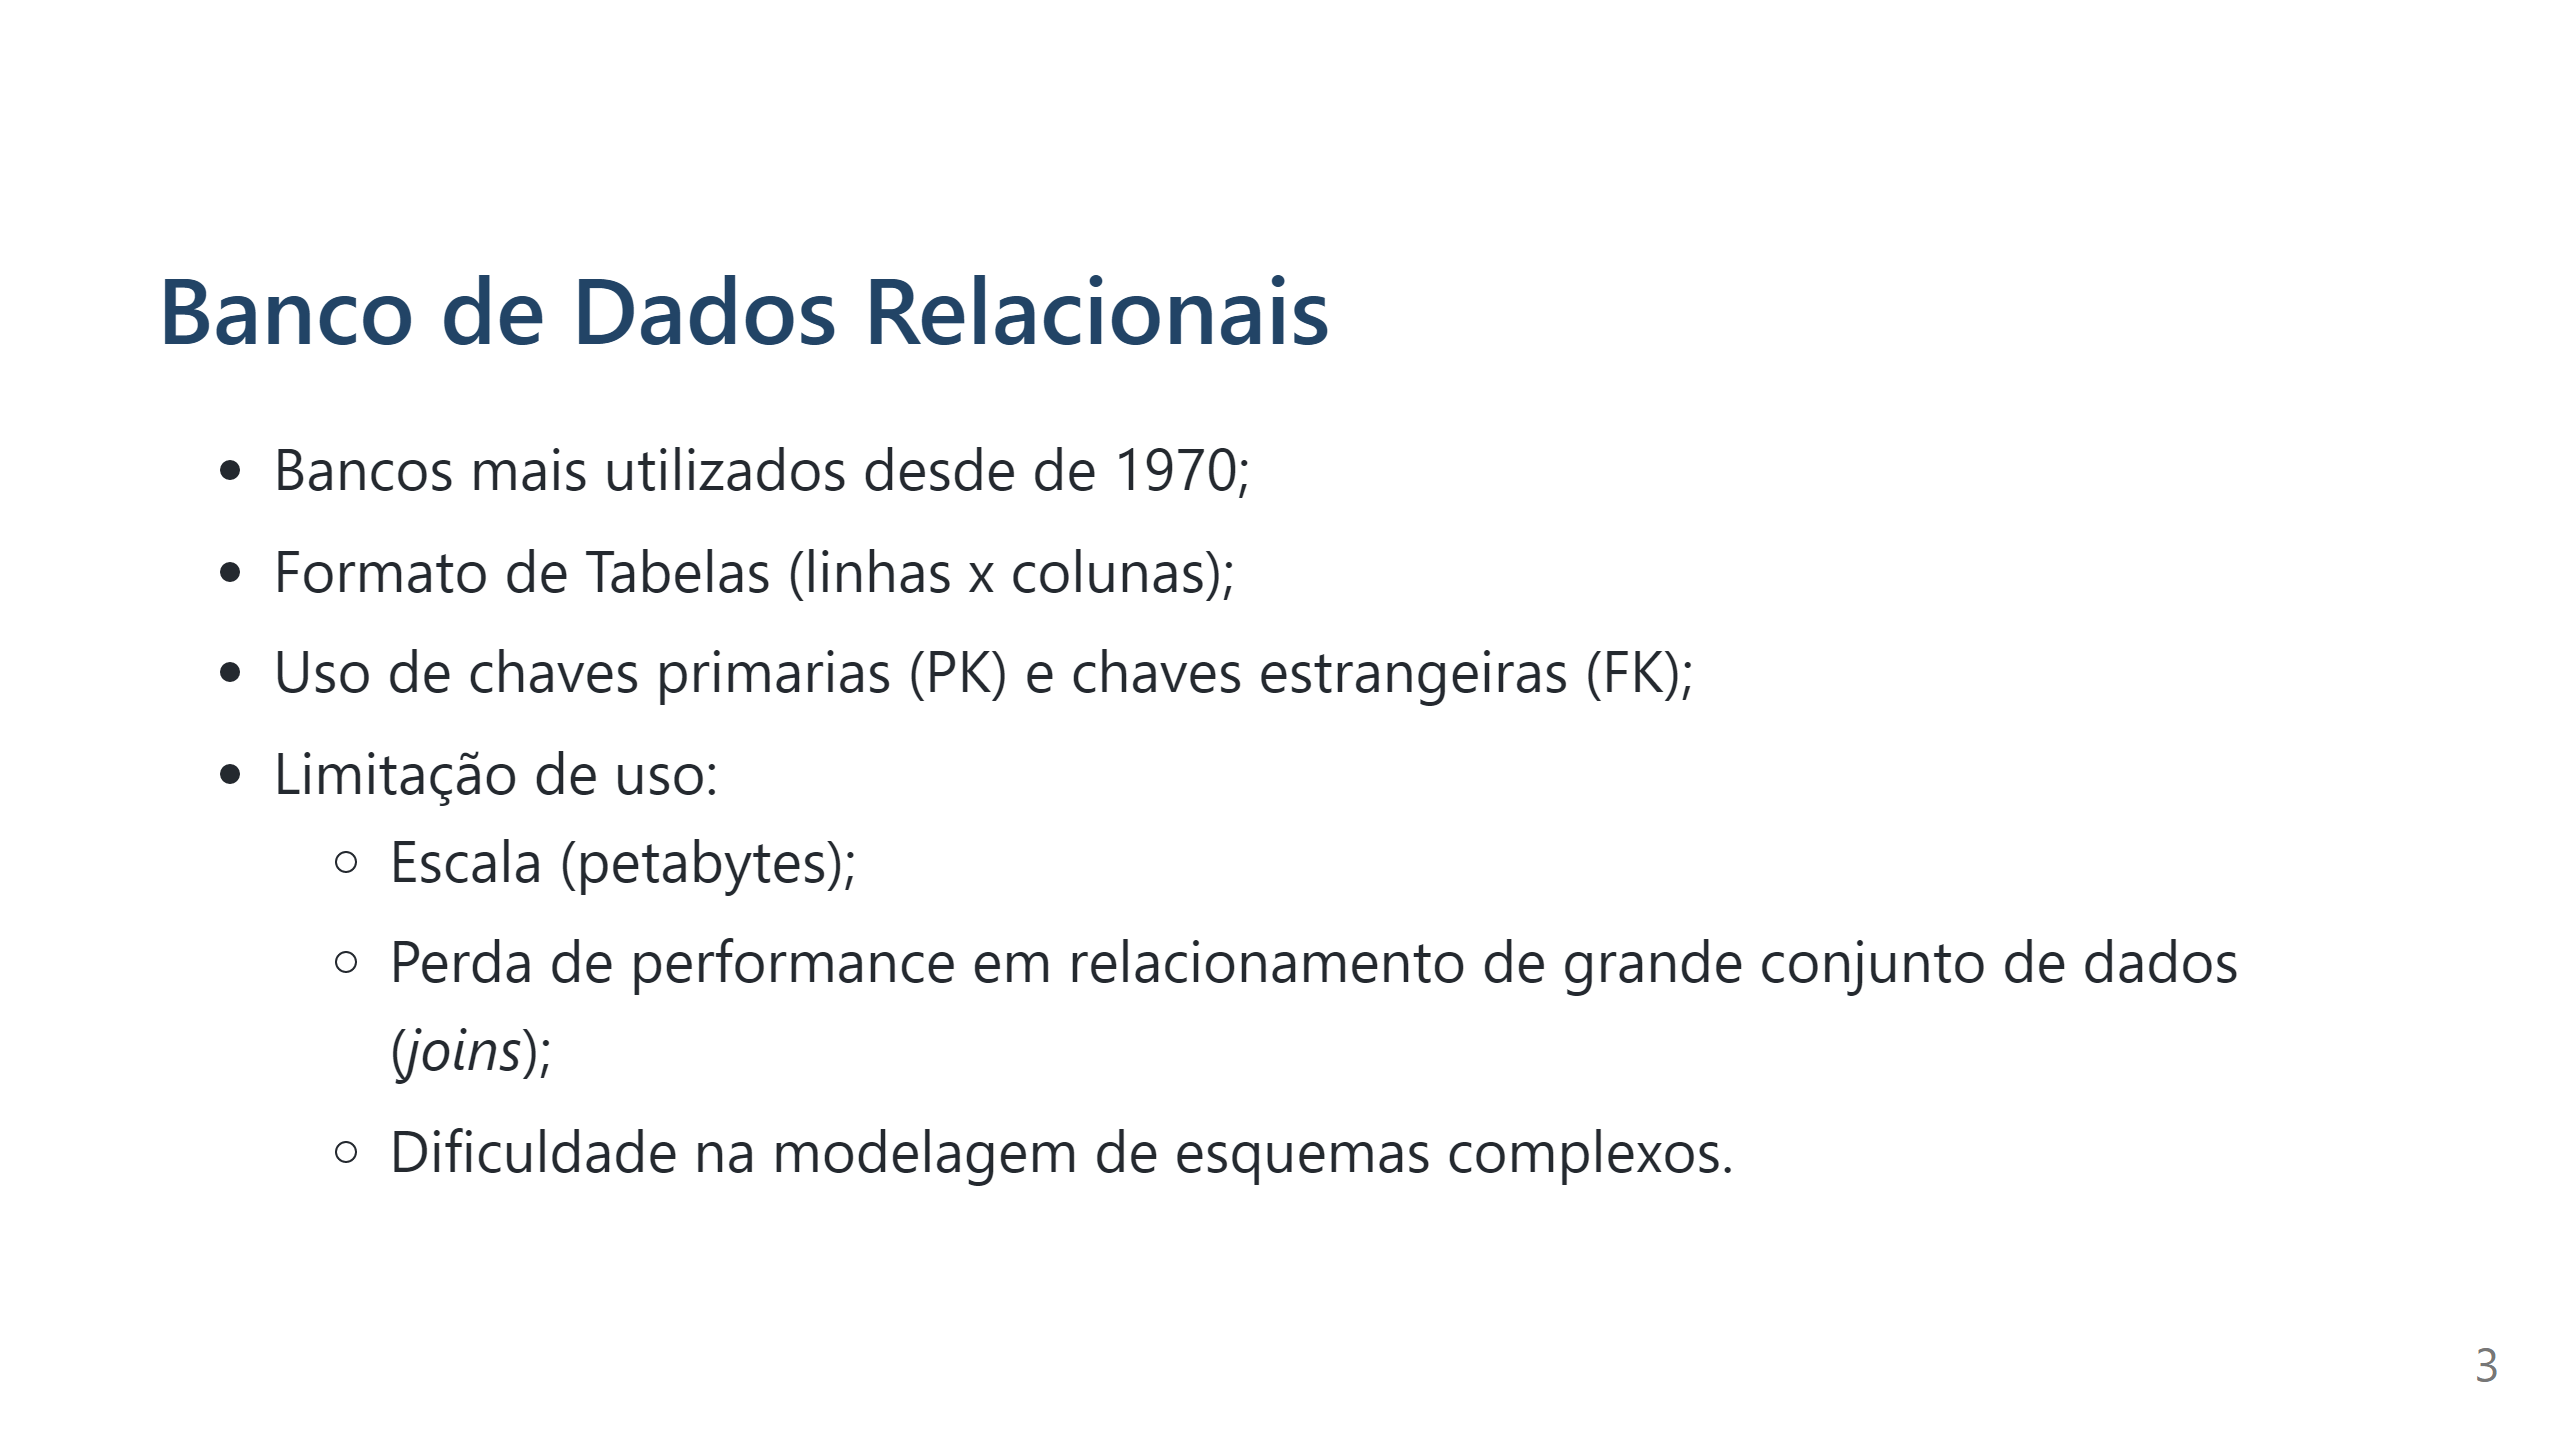 Banco de Dados Relacionais
Bancos mais utilizados desde de 1970;
Formato de Tabelas (linhas x colunas);
Uso de chaves primarias (PK) e chaves estrangeiras (FK);
Limitação de uso:
Escala (petabytes);
Perda de performance em relacionamento de grande conjunto de dados
(joins);
Dificuldade na modelagem de esquemas complexos.
3